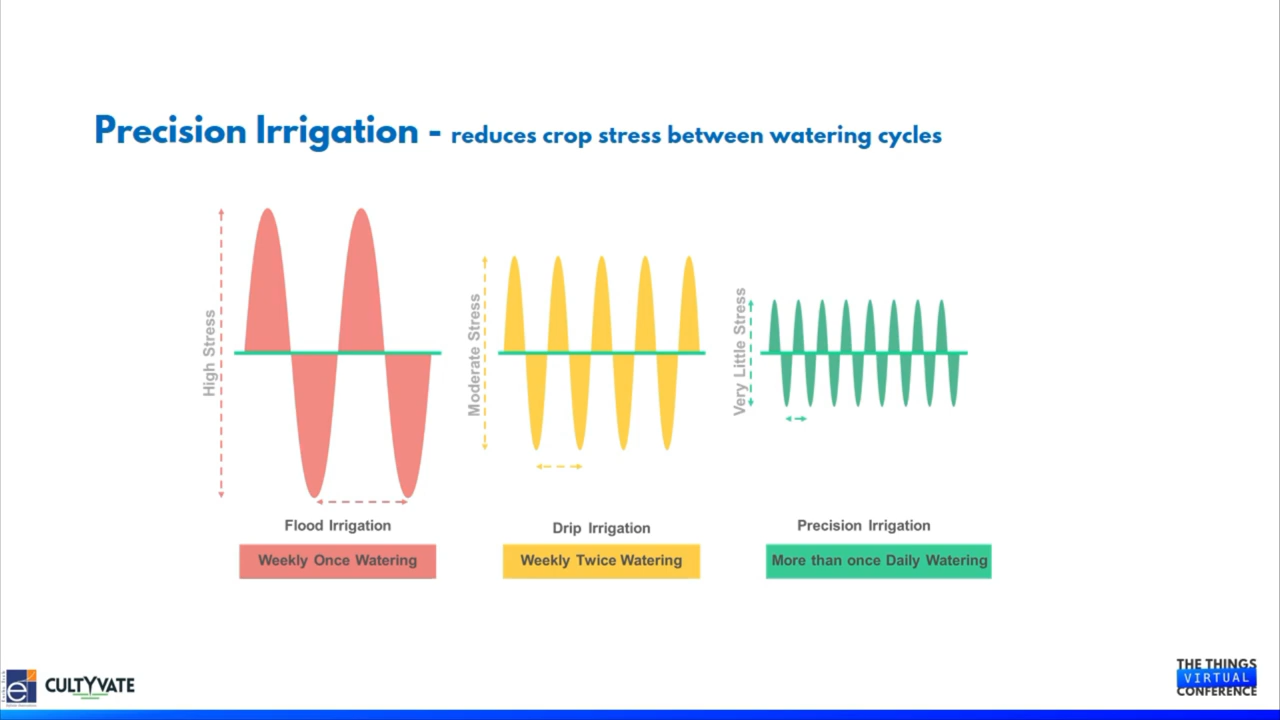 Precision Irrigation - reduces crop stress between watering cycles
High Stress
Moderate Stress
Very Little Stress
Flood Irrigation
Drip Irrigation
Precision Irrigation
Weekly Once Watering
Weekly Twice Watering
More than once Daily Watering
e
CULTYVATE
THE THINGS
VIRTUAL
CONFERENCE